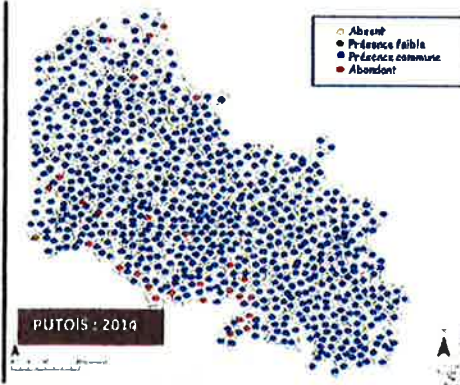 Absent
Présence faible
Présence commune
Abondant
PUTOIS : 2014